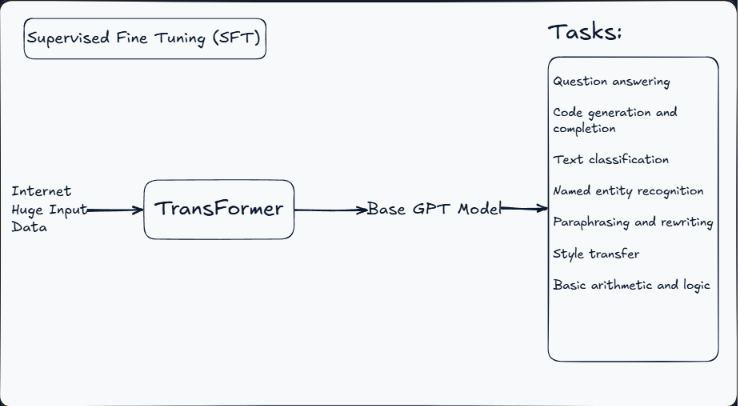 Supervised Fine Tuning (SFT)
Tasks:
Question answering
Code generation and
completion
Text classification
Named entity recognition
Paraphrasing and rewriting
Style transfer
Basic arithmetic and logic
Internet
Huge Input
Data
TransFormer
Base GPT Model